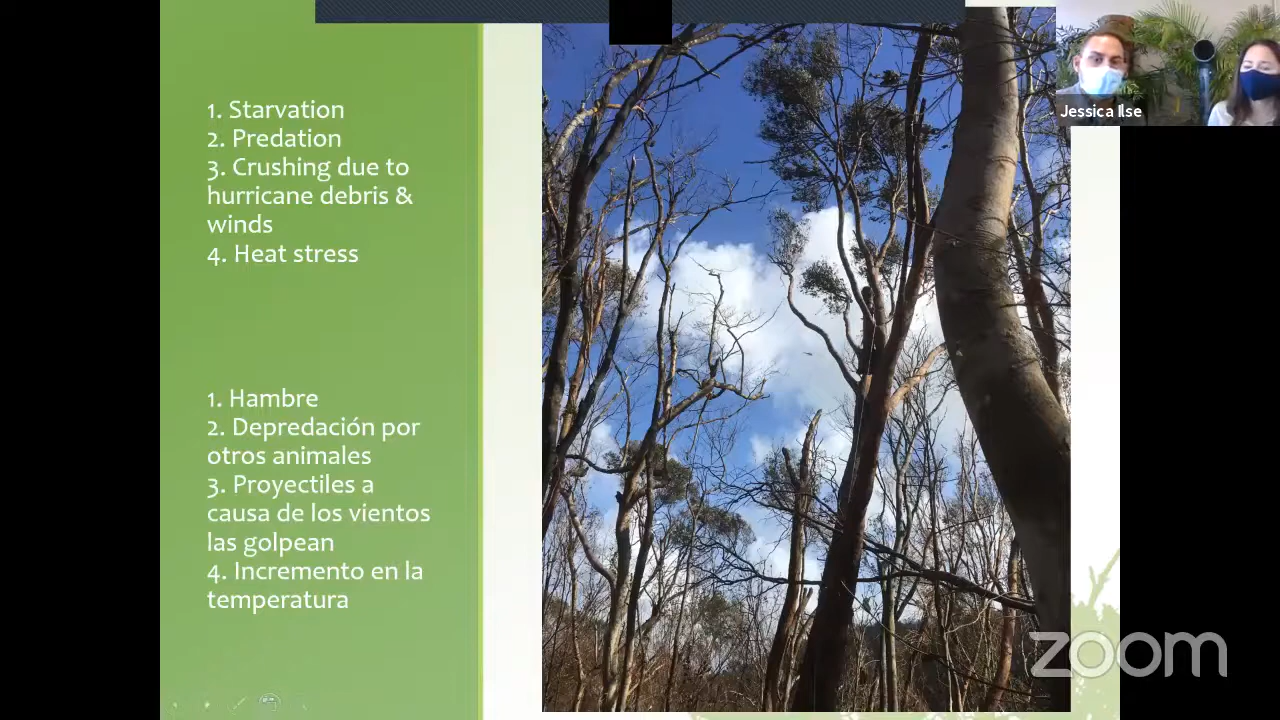 1. Starvation
2. Predation
3. Crushing due to
hurricane debris &
winds
4. Heat stress
1. Hambre
2. Depredación por
otros animales
3. Proyectiles a
causa de los vientos
las golpean
4. Incremento en la
temperatura
Jessica Ilse
zoom